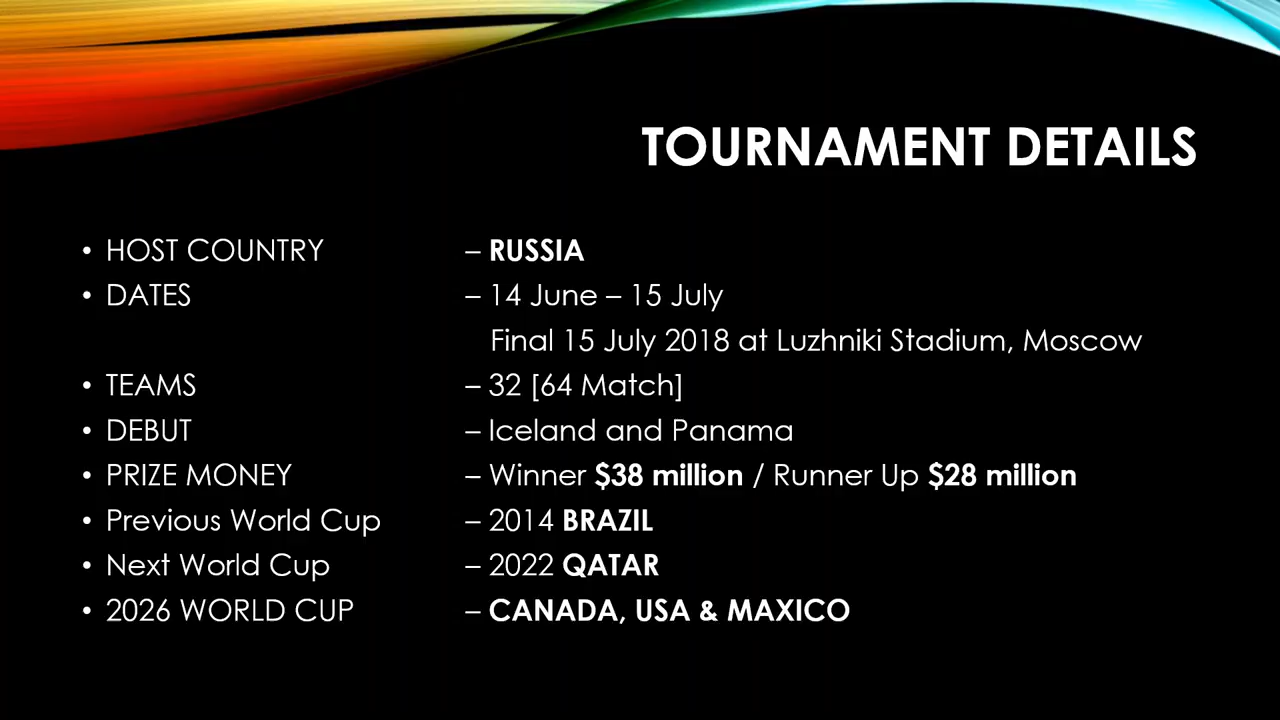 TOURNAMENT DETAILS
• HOST COUNTRY – RUSSIA
• DATES – 14 June – 15 July
Final 15 July 2018 at Luzhniki Stadium, Moscow
• TEAMS – 32 [64 Match]
• DEBUT – Iceland and Panama
• PRIZE MONEY – Winner $38 million / Runner Up $28 million
• Previous World Cup – 2014 BRAZIL
• Next World Cup – 2022 QATAR
• 2026 WORLD CUP – CANADA, USA & MAXICO